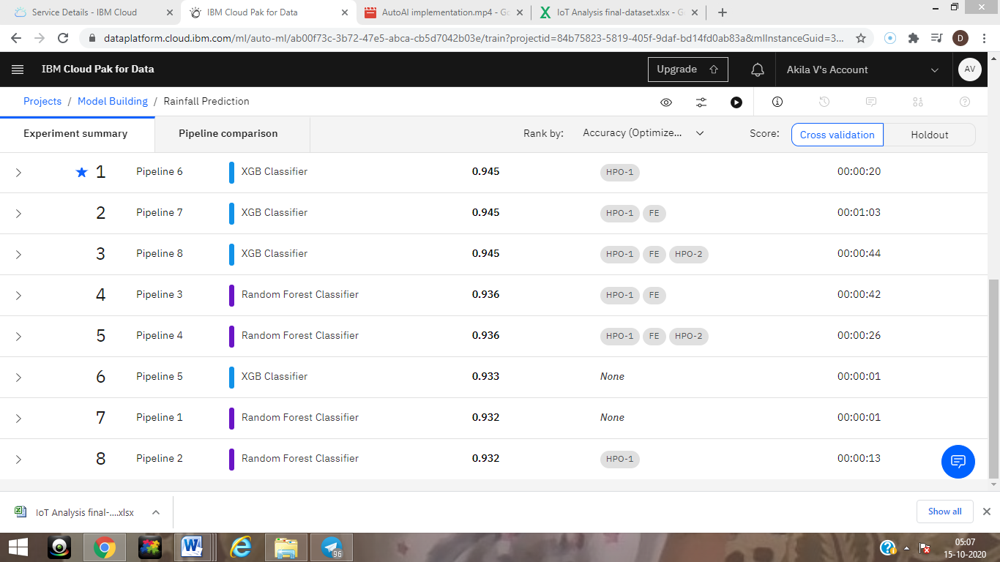 Service Details - IBM Cloud
IBM Cloud Pak for Data
AutoAI implementation.mp4 - Go
IoT Analysis final-dataset.xlsx - G
dataplatform.cloud.ibm.com/ml/auto-ml/ab00f73c-3b72-47e5-abca-cb5d7042b03e/train?projectid=84b75823-5819-405f-9daf-bd14fd0ab83a&mlInstanceGuid=3...
D
IBM Cloud Pak for Data
Upgrade
Akila V's Account
AV
Projects / Model Building / Rainfall Prediction
Experiment summary
Pipeline comparison
Rank by: Accuracy (Optimize...
Score: Cross validation Holdout
1 Pipeline 6 XGB Classifier 0.945 HPO-1 00:00:20
2 Pipeline 7 XGB Classifier 0.945 HPO-1 FE 00:01:03
3 Pipeline 8 XGB Classifier 0.945 HPO-1 FE HPO-2 00:00:44
4 Pipeline 3 Random Forest Classifier 0.936 HPO-1 FE 00:00:42
5 Pipeline 4 Random Forest Classifier 0.936 HPO-1 FE HPO-2 00:00:26
6 Pipeline 5 XGB Classifier 0.933 None 00:00:01
7 Pipeline 1 Random Forest Classifier 0.932 None 00:00:01
8 Pipeline 2 Random Forest Classifier 0.932 HPO-1 00:00:13
IoT Analysis final-....xlsx
Show all
96
05:07
15-10-2020